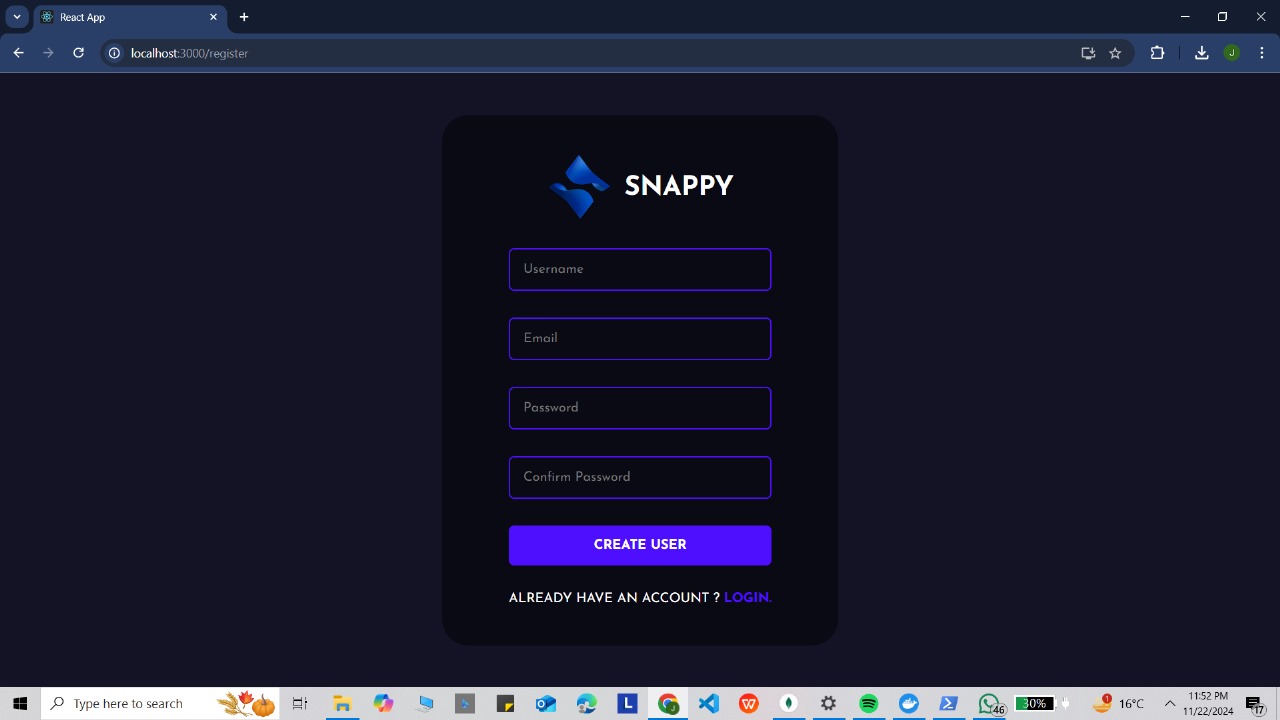 React App
localhost:3000/register
J
SNAPPY
Username
Email
Password
Confirm Password
CREATE USER
ALREADY HAVE AN ACCOUNT ? LOGIN.
Type here to search
L
W
46
30%
1
16°C
11:52 PM
11/22/2024
17